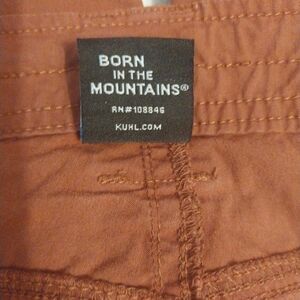 BORN
IN THE
MOUNTAINS®
RN#108846
KUHL.COM